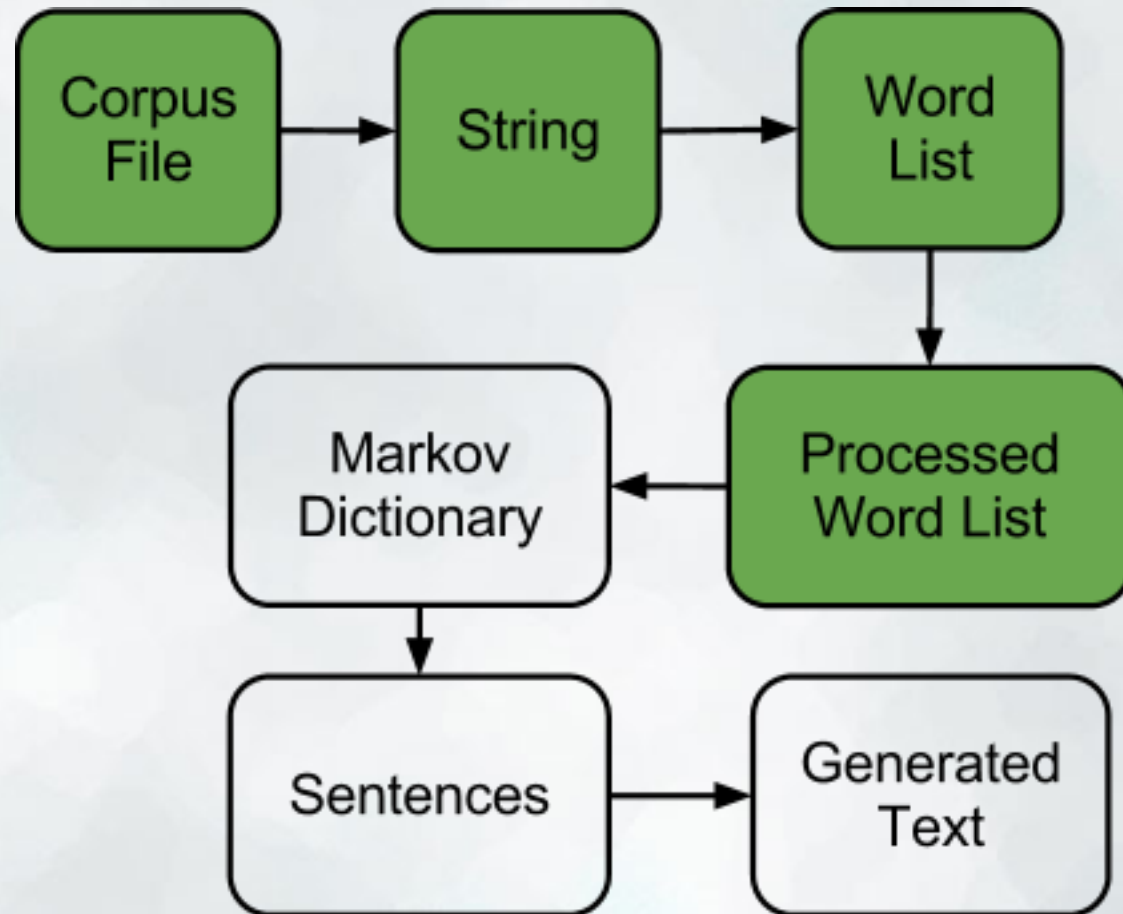 Corpus
File
String
Word
List
Processed
Word List
Markov
Dictionary
Sentences
Generated
Text